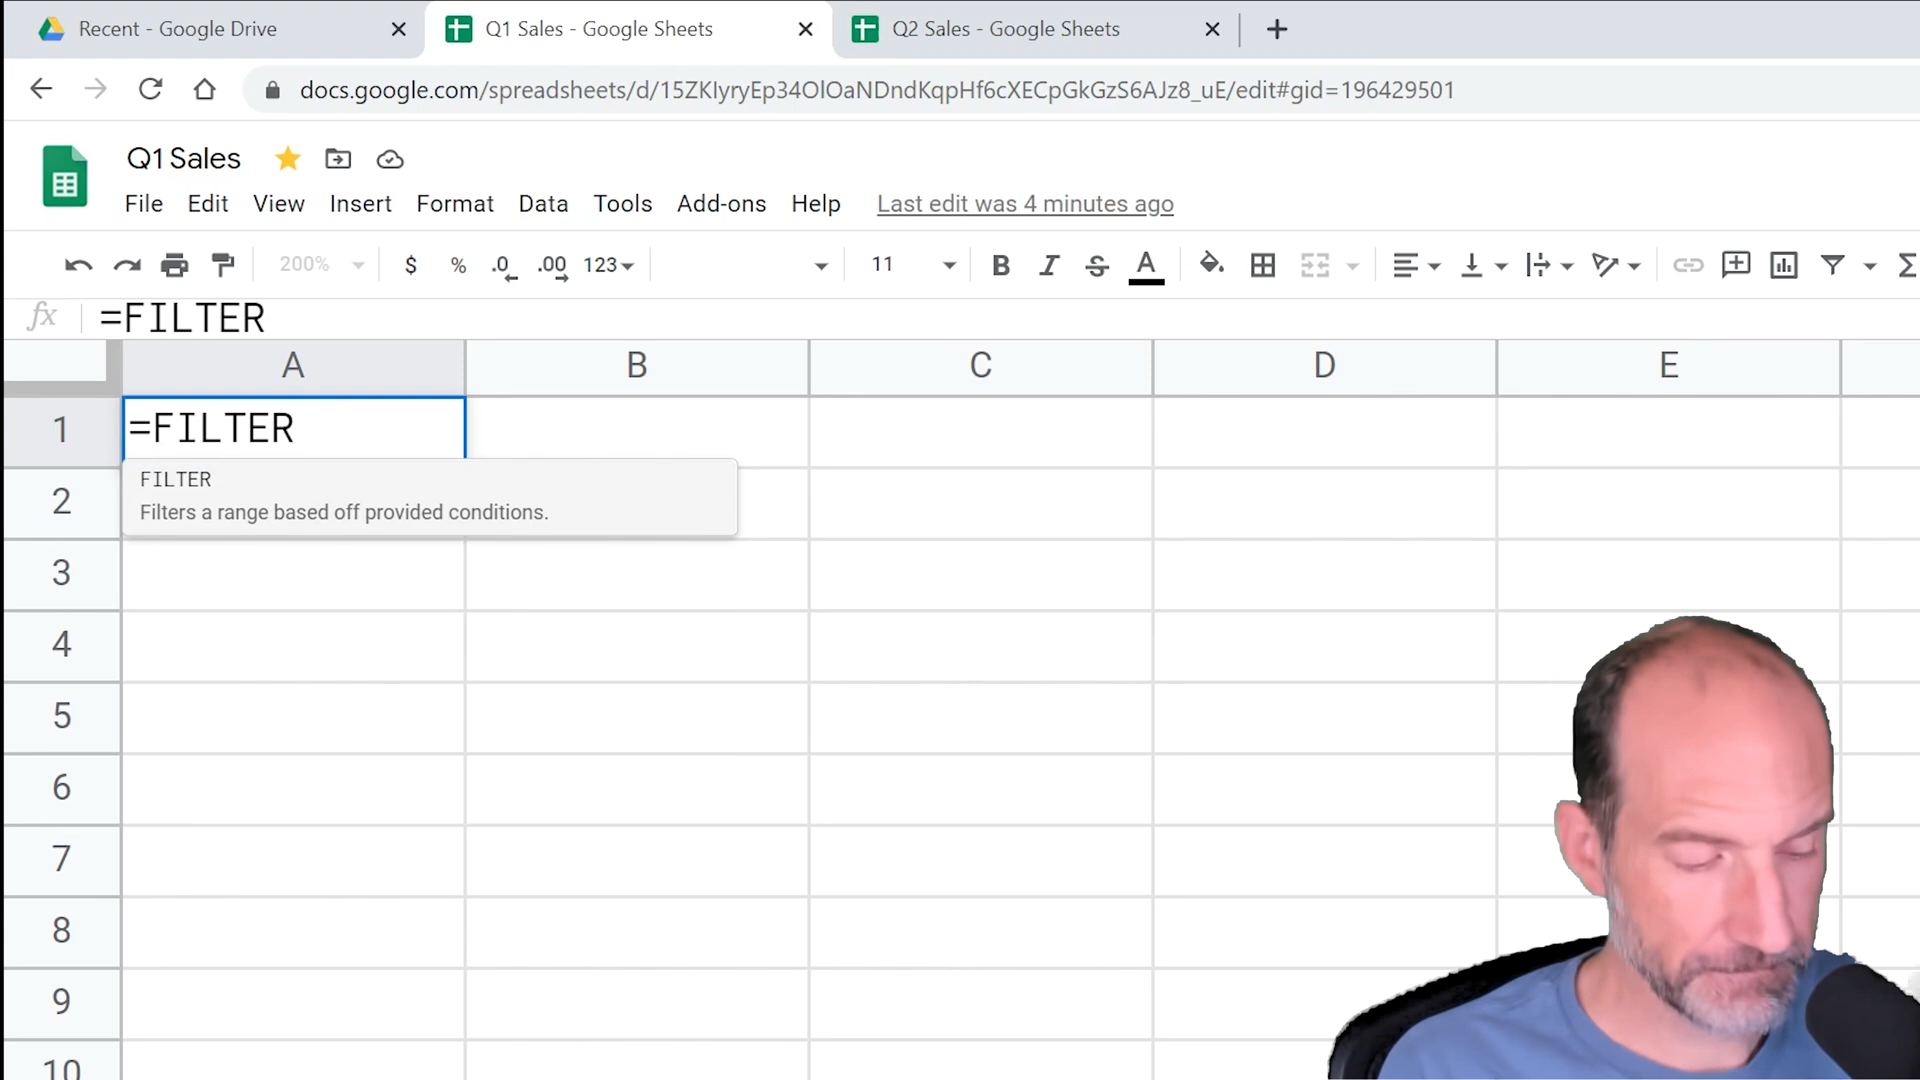 Recent - Google Drive
Q1 Sales - Google Sheets
Q2 Sales - Google Sheets
docs.google.com/spreadsheets/d/15ZKIyryEp34OlOaNDndKqpHf6cXECpGkGzS6AJz8_uE/edit#gid=196429501
Q1 Sales
File Edit View Insert Format Data Tools Add-ons Help Last edit was 4 minutes ago
200% $ % .0 .00 123 11 B I S A Σ
fx =FILTER
A B C D E
1 =FILTER
FILTER
2
Filters a range based off provided conditions.
3
4
5
6
7
8
9
10